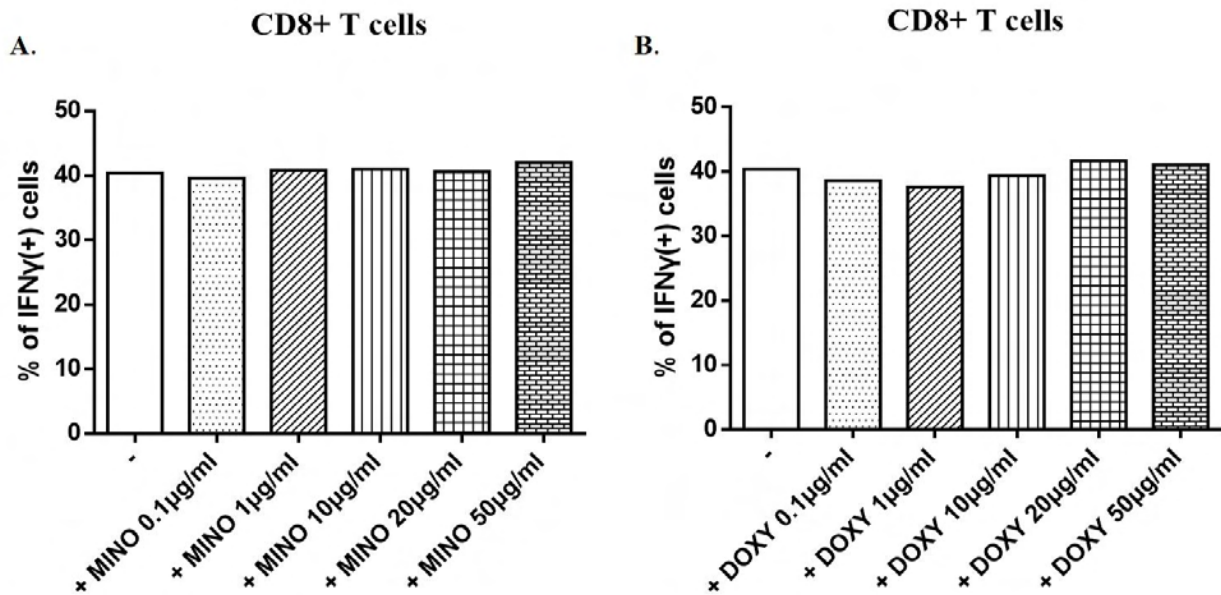 CD8+ T cells
A.
50
40
30
20
10
0
% of IFNγ(+) cells
-
+ MINO 0.1µg/ml
+ MINO 1µg/ml
+ MINO 10µg/ml
+ MINO 20µg/ml
+ MINO 50µg/ml
CD8+ T cells
B.
50
40
30
20
10
0
% of IFNγ(+) cells
-
+ DOXY 0.1µg/ml
+ DOXY 1µg/ml
+ DOXY 10µg/ml
+ DOXY 20µg/ml
+ DOXY 50µg/ml